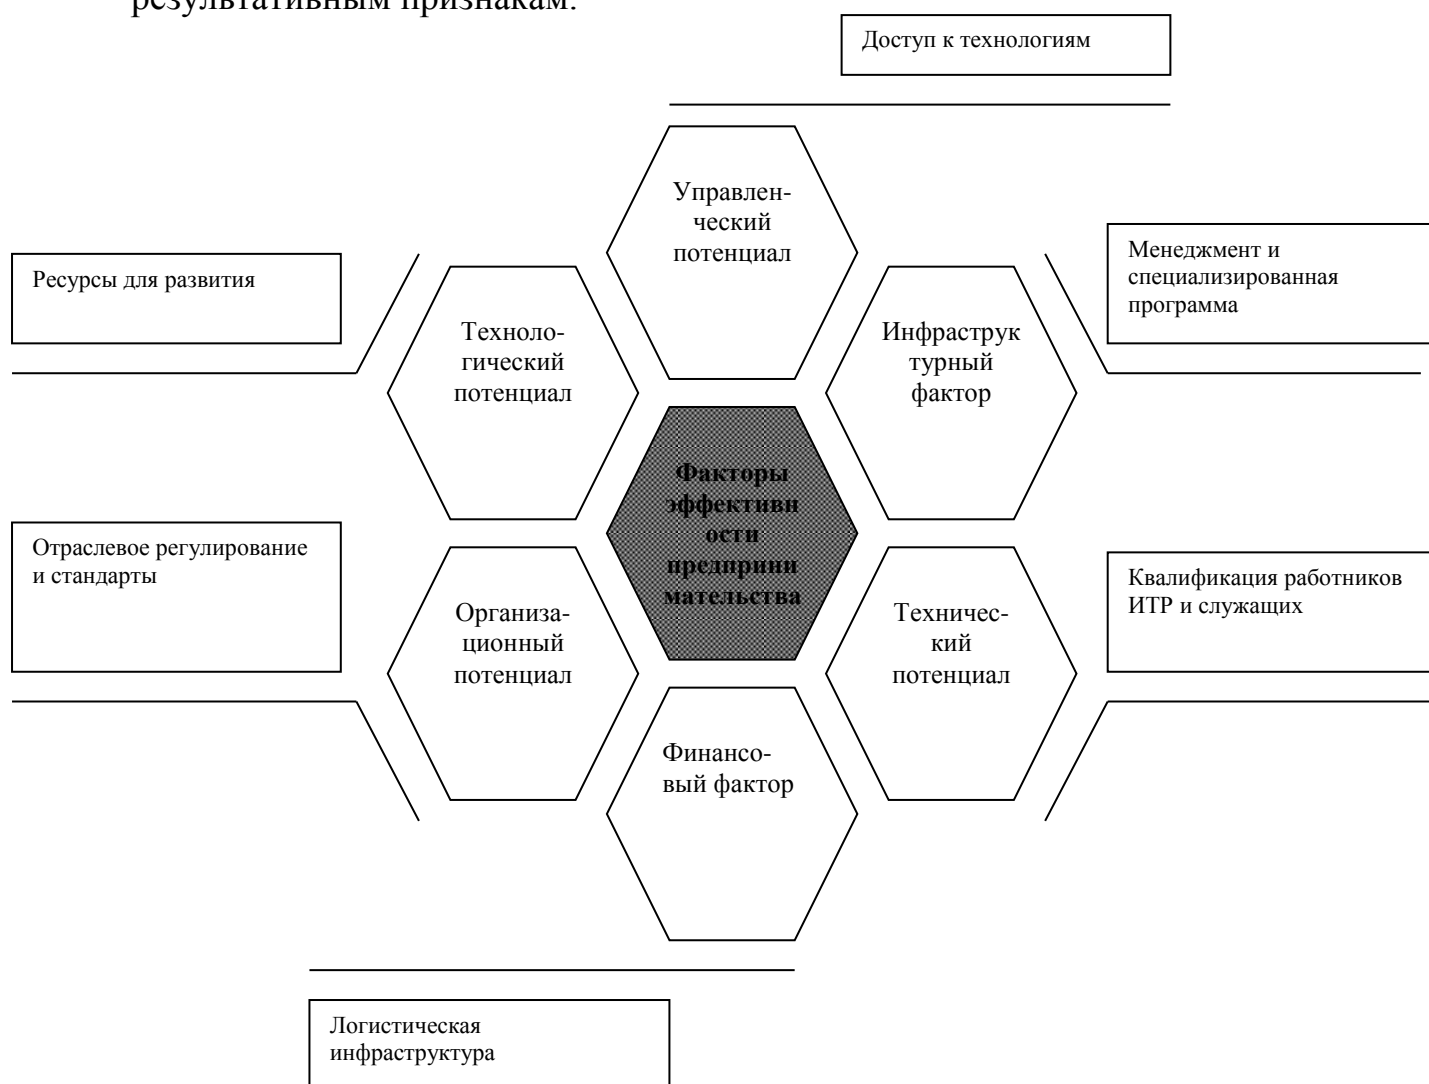 результативным признакам.
Доступ к технологиям
Управлен-
ческий
потенциал
Ресурсы для развития
Менеджмент и
специализированная
программа
Техноло-
гический
потенциал
Инфраструк
турный
фактор
Факторы
эффективн
ости
предприни
мательства
Отраслевое регулирование
и стандарты
Квалификация работников
ИТР и служащих
Организа-
ционный
потенциал
Техничес-
кий
потенциал
Финансо-
вый фактор
Логистическая
инфраструктура